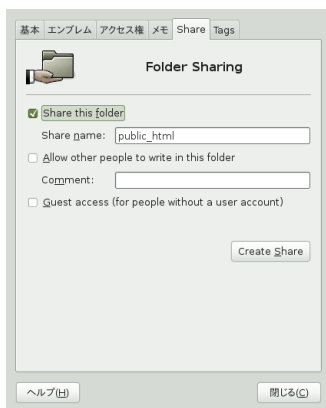 基本 エンブレム アクセス権 メモ Share Tags
Folder Sharing
Share this folder
Share name: public_html
Allow other people to write in this folder
Comment:
Guest access (for people without a user account)
Create Share
ヘルプ(H) 閉じる(C)